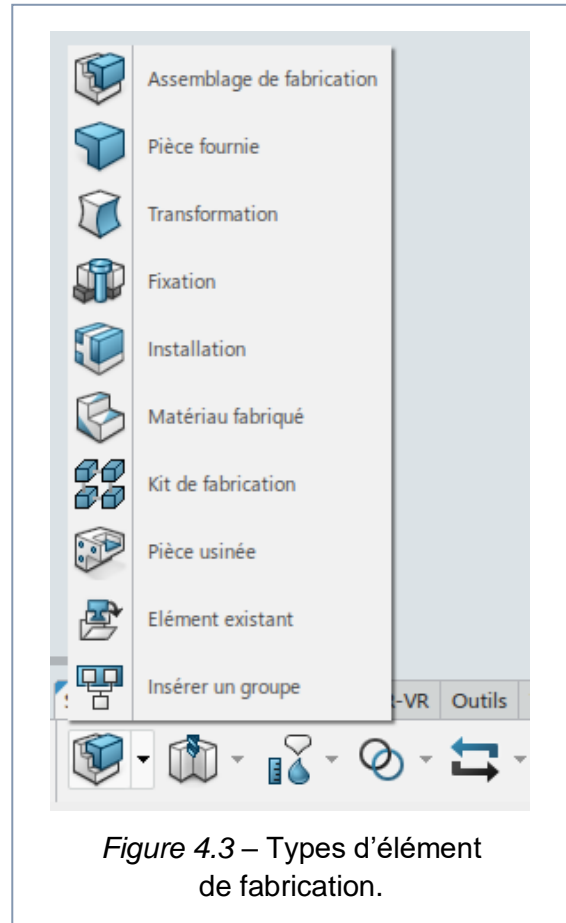 Assemblage de fabrication
Pièce fournie
Transformation
Fixation
Installation
Matériau fabriqué
Kit de fabrication
Pièce usinée
Elément existant
Insérer un groupe
-VR Outils
Figure 4.3 – Types d’élément
de fabrication.